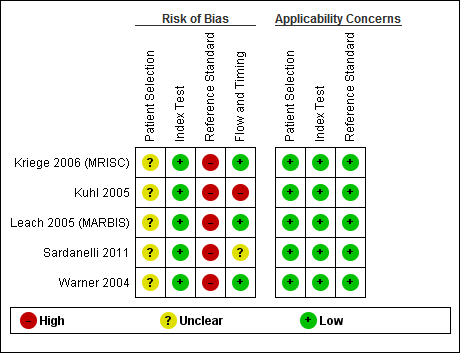 Risk of Bias Applicability Concerns
Patient Selection
Index Test
Reference Standard
Flow and Timing
Patient Selection
Index Test
Reference Standard
Kriege 2006 (MRISC) ? + – + + + +
Kuhl 2005 ? + – – + + +
Leach 2005 (MARBIS) ? + – + + + +
Sardanelli 2011 ? + – ? + + +
Warner 2004 ? + – + + + +
– High ? Unclear + Low